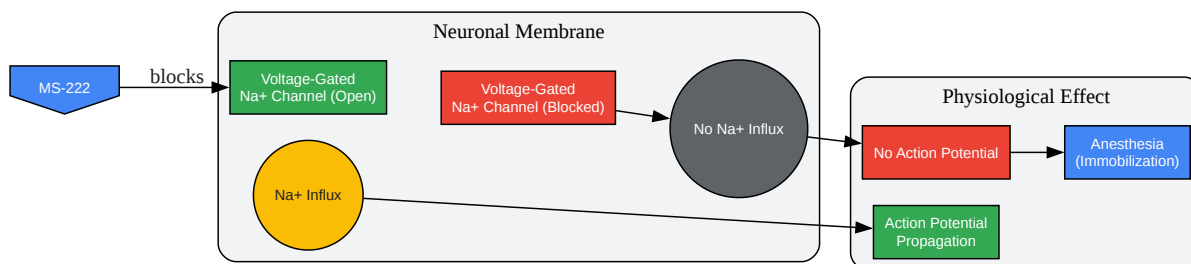 Neuronal Membrane
MS-222
blocks
Voltage-Gated
Na+ Channel (Open)
Voltage-Gated
Na+ Channel (Blocked)
No Na+ Influx
Na+ Influx
Physiological Effect
No Action Potential
Anesthesia
(Immobilization)
Action Potential
Propagation